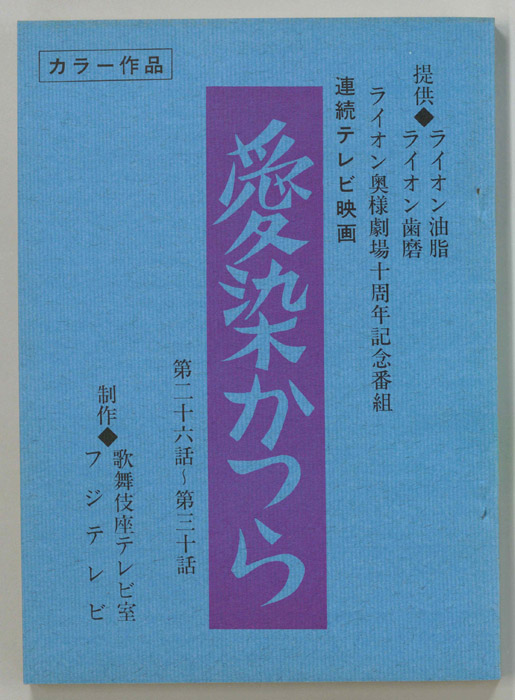 カラー作品
提供◆ライオン油脂
ライオン歯磨
ライオン奥様劇場十周年記念番組
連続テレビ映画
愛染かつら
第二十六話~第三十話
制作◆歌舞伎座テレビ室
フジテレビ